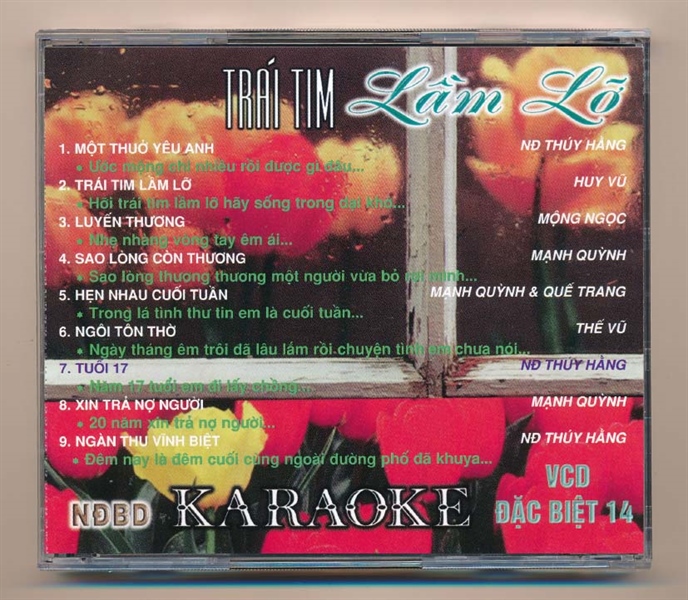 TRÁI TIM Lầm Lỡ
1. MỘT THUỞ YÊU ANH NĐ THÚY HẰNG
• Ước mộng chi nhiều rồi được gì đâu...
2. TRÁI TIM LẦM LỠ HUY VŨ
• Hỡi trái tim lầm lỡ hãy sống trong dại khờ...
3. LUYẾN THƯƠNG MỘNG NGỌC
• Nhẹ nhàng vòng tay êm ái...
4. SAO LÒNG CÒN THƯƠNG MẠNH QUỲNH
• Sao lòng thương thương một người vừa bỏ rơi mình...
5. HẸN NHAU CUỐI TUẦN MẠNH QUỲNH & QUẾ TRANG
• Trong lá tình thư tin em là cuối tuần...
6. NGÔI TÔN THỜ THẾ VŨ
• Ngày tháng êm trôi đã lâu lắm rồi chuyện tình em chưa nói...
7. TUỔI 17 NĐ THÚY HẰNG
• Năm 17 tuổi em đi lấy chồng...
8. XIN TRẢ NỢ NGƯỜI MẠNH QUỲNH
• 20 năm xin trả nợ người...
9. NGÀN THU VĨNH BIỆT NĐ THÚY HẰNG
• Đêm nay là đêm cuối cùng ngoài đường phố đã khuya...
NĐBD KARAOKE VCD
ĐẶC BIỆT 14